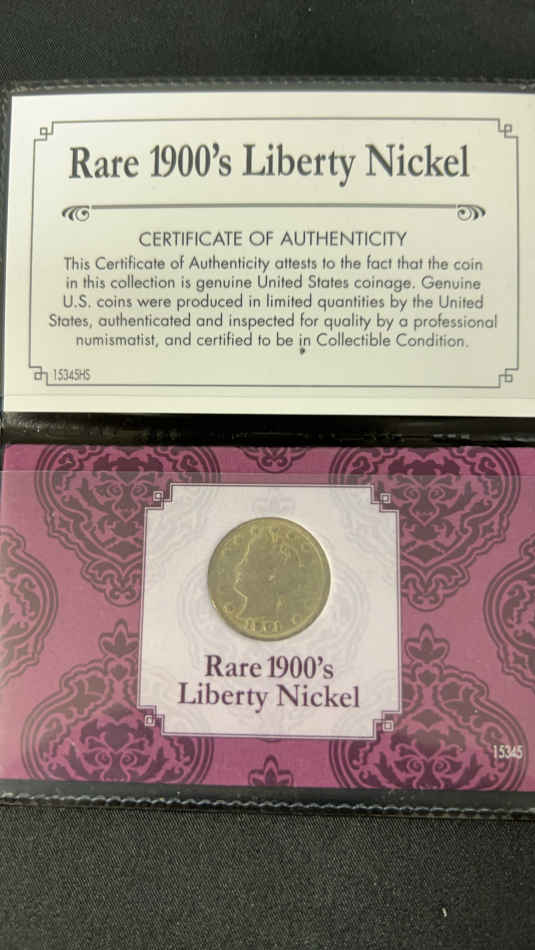 Rare 1900's Liberty Nickel
CERTIFICATE OF AUTHENTICITY
This Certificate of Authenticity attests to the fact that the coin
in this collection is genuine United States coinage. Genuine
U.S. coins were produced in limited quantities by the United
States, authenticated and inspected for quality by a professional
numismatist, and certified to be in Collectible Condition.
15345HS
Rare 1900's
Liberty Nickel
15345